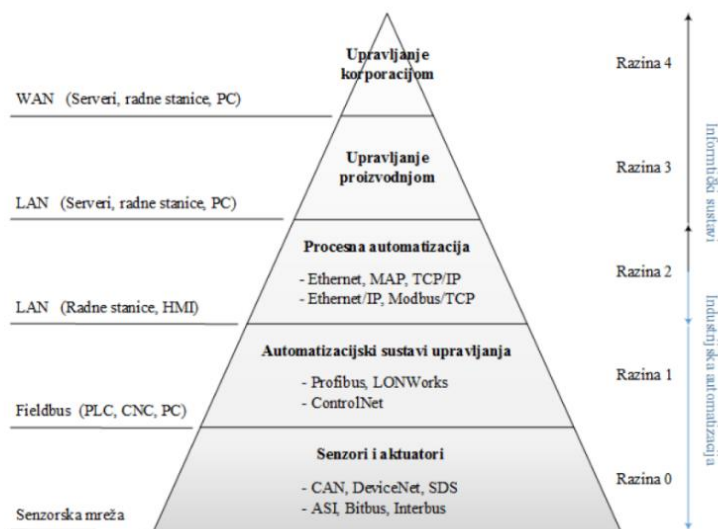 Upravljanje
korporacijom
Razina 4
WAN (Serveri, radne stanice, PC)
Upravljanje
proizvodnjom
Razina 3
LAN (Serveri, radne stanice, PC)
Procesna automatizacija
- Ethernet, MAP, TCP/IP
- Ethernet/IP, Modbus/TCP
Razina 2
LAN (Radne stanice, HMI)
Automatizacijski sustavi upravljanja
- Profibus, LONWorks
- ControlNet
Razina 1
Fieldbus (PLC, CNC, PC)
Senzori i aktuatori
- CAN, DeviceNet, SDS
- ASI, Bitbus, Interbus
Razina 0
Senzorska mreža
Informtički sustavi
Industrijska automatizacija